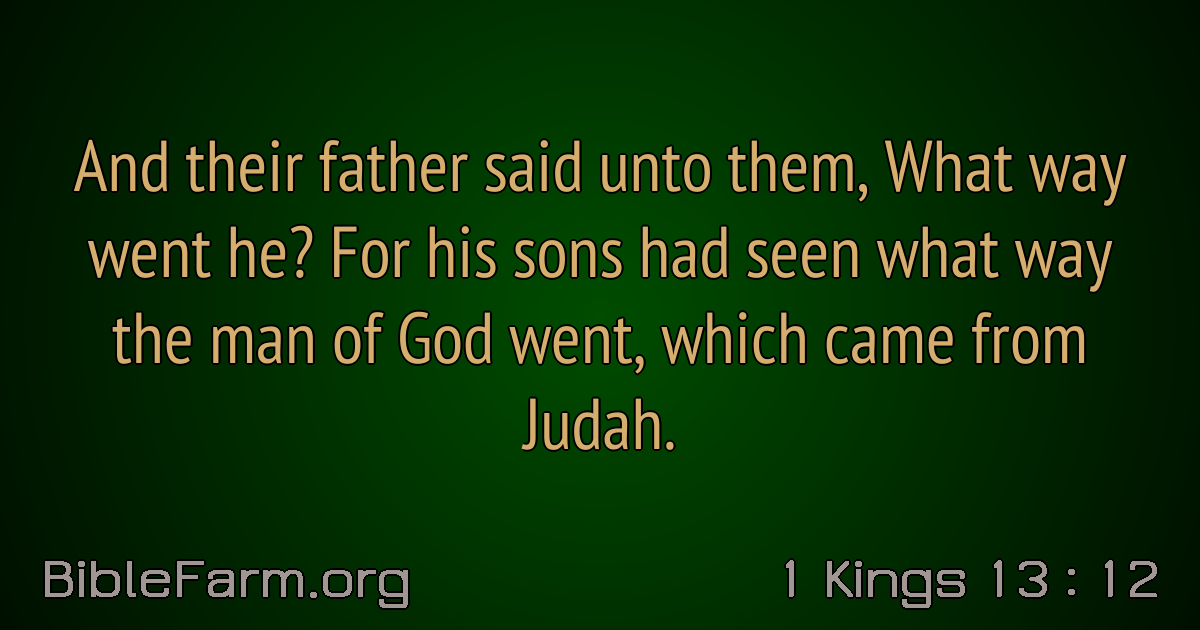 And their father said unto them, What way
went he? For his sons had seen what way
the man of God went, which came from
Judah.
BibleFarm.org
1 Kings 13 : 12